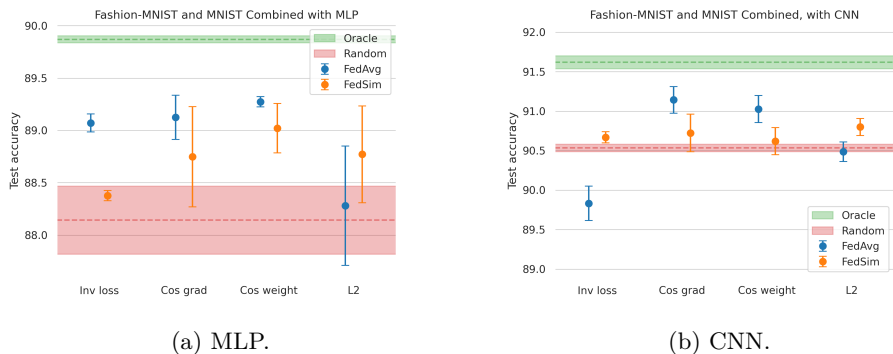 Fashion-MNIST and MNIST Combined with MLP
90.0
89.5
89.0
88.5
88.0
Test accuracy
Oracle
Random
FedAvg
FedSim
Inv loss
Cos grad
Cos weight
L2
(a) MLP.
Fashion-MNIST and MNIST Combined, with CNN
92.0
91.5
91.0
90.5
90.0
89.5
89.0
Test accuracy
Oracle
Random
FedAvg
FedSim
Inv loss
Cos grad
Cos weight
L2
(b) CNN.